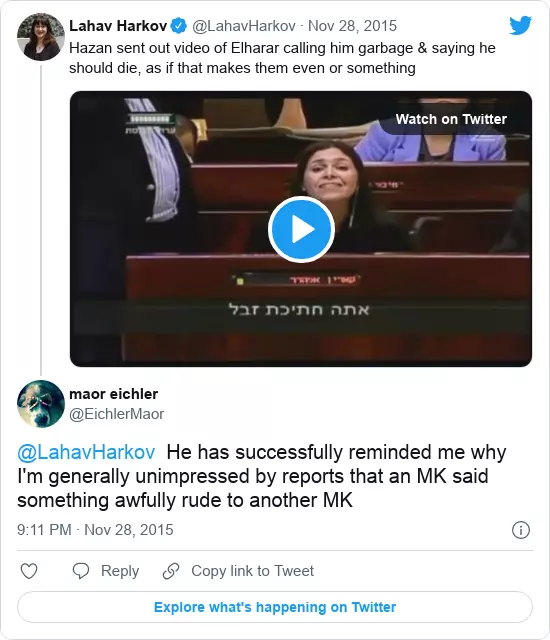 Lahav Harkov @LahavHarkov · Nov 28, 2015
Hazan sent out video of Elharar calling him garbage & saying he
should die, as if that makes them even or something
Watch on Twitter
קארין אלהרר
אתה חתיכת זבל
maor eichler
@EichlerMaor
@LahavHarkov He has successfully reminded me why
I'm generally unimpressed by reports that an MK said
something awfully rude to another MK
9:11 PM · Nov 28, 2015
Reply
Copy link to Tweet
Explore what's happening on Twitter